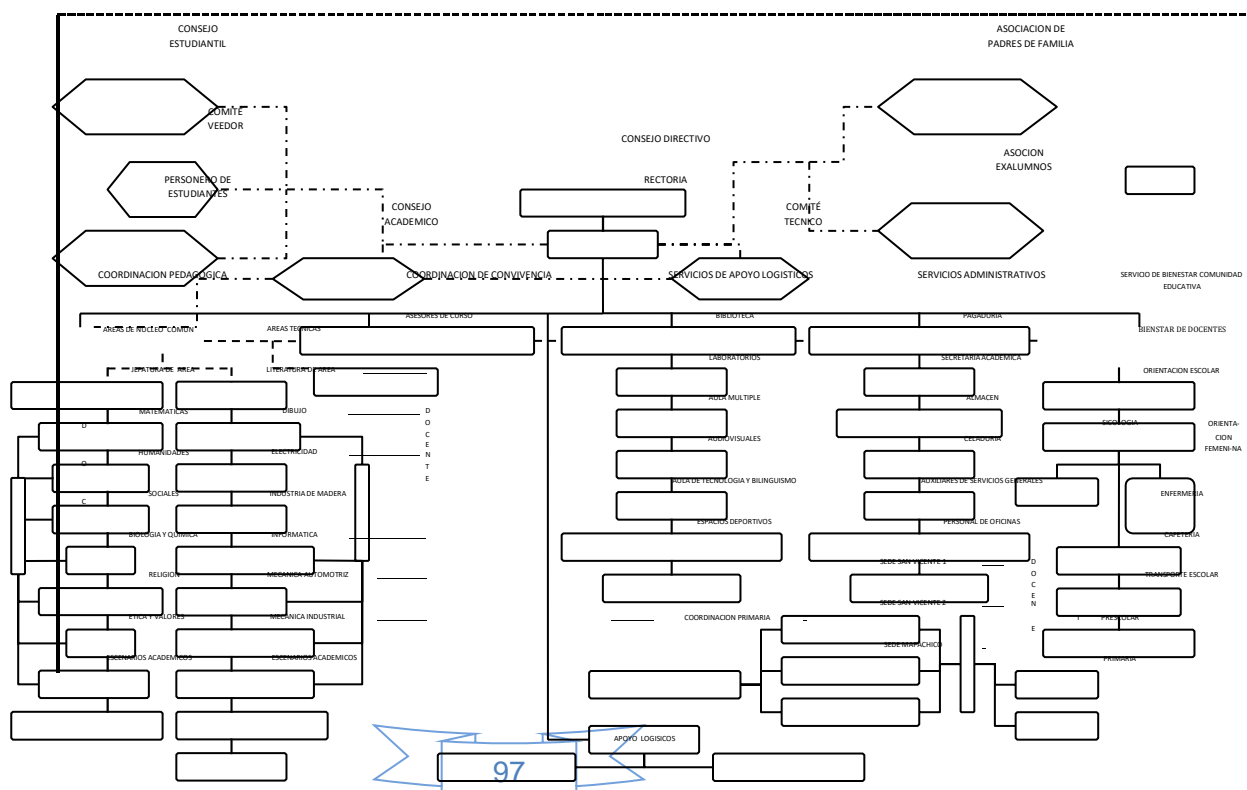 CONSEJO
ESTUDIANTIL
ASOCIACION DE
PADRES DE FAMILIA
COMITE
VEEDOR
CONSEJO DIRECTIVO
ASOCION
EXALUMNOS
PERSONERO DE
ESTUDIANTES
RECTORIA
CONSEJO
ACADEMICO
COMITÉ
TECNICO
COORDINACION PEDAGOGICA
COORDINACION DE CONVIVENCIA
SERVICIOS DE APOYO LOGISTICOS
SERVICIOS ADMINISTRATIVOS
SERVICIO DE BIENESTAR COMUNIDAD
EDUCATIVA
ASESORES DE CURSO
BIBLIOTECA
PAGADURIA
AREAS DE NUCLEO COMUN
AREAS TECNICAS
BIENSTAR DE DOCENTES
LABORATORIOS
SECRETARIA ACADEMICA
JEFATURA DE AREA
LITERATURA DE AREA
ORIENTACION ESCOLAR
AULA MULTIPLE
ALMACEN
MATEMATICAS
DIBUJO
D
O
C
E
N
T
E
D
O
C
SICOLOGIA
ORIENTA-
CION
FEMENI-NA
AUDIOVISUALES
CELADURIA
HUMANIDADES
ELECTRICIDAD
AULA DE TECNOLOGIA Y BILINGUISMO
AUXILIARES DE SERVICIOS GENERALES
SOCIALES
INDUSTRIA DE MADERA
ENFERMERIA
ESPACIOS DEPORTIVOS
PERSONAL DE OFICINAS
BIOLOGIA Y QUIMICA
INFORMATICA
CAFETERIA
SEDE SAN VICENTE 1
D
O
C
E
N
T
E
RELIGION
MECANICA AUTOMOTRIZ
TRANSPORTE ESCOLAR
SEDE SAN VICENTE 2
ETICA Y VALORES
MECANICA INDUSTRIAL
COORDINACION PRIMARIA
PRESCOLAR
SEDE MAPACHICO
ESCENARIOS ACADEMICOS
ESCENARIOS ACADEMICOS
PRIMARIA
APOYO LOGISICOS
97